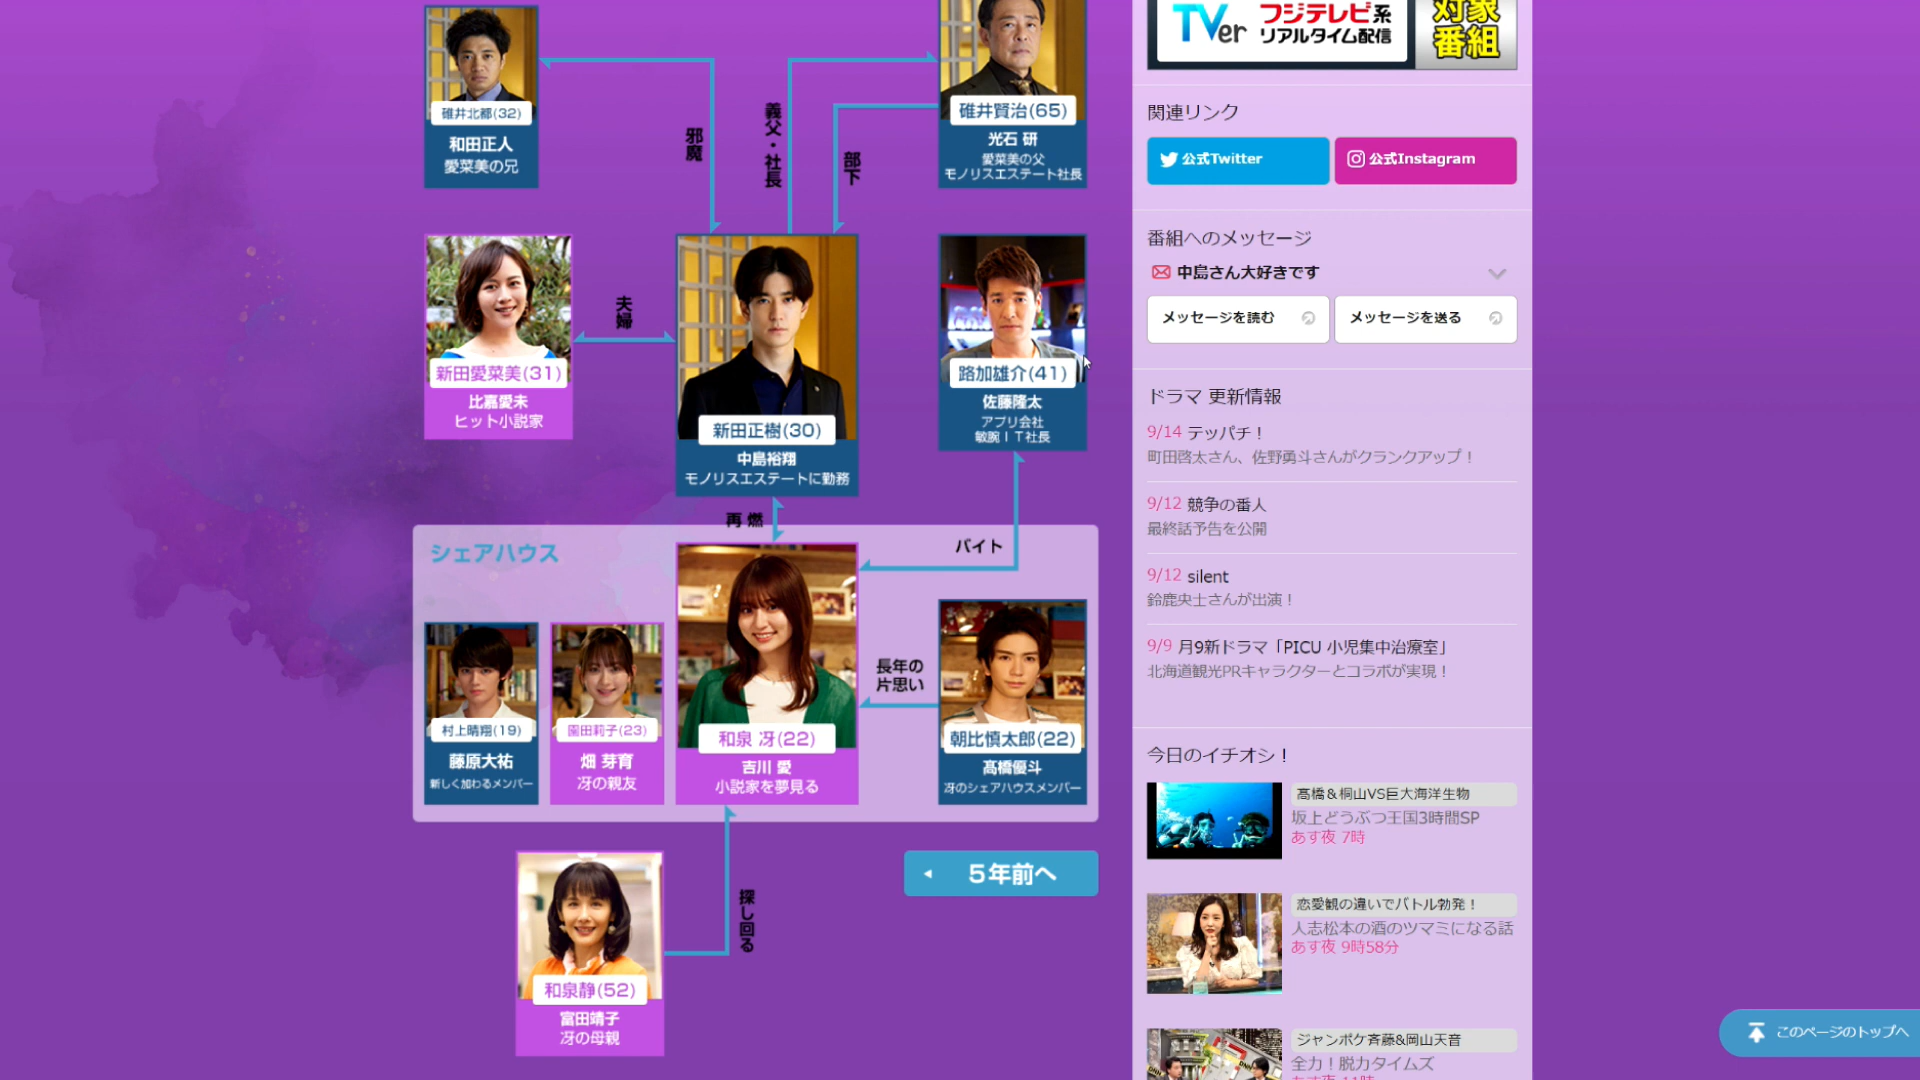 碓井北都(32)
和田正人
愛菜美の兄
邪魔
義父・社長
部下
碓井賢治(65)
光石 研
愛菜美の父
モノリスエステート社長
新田愛菜美(31)
比嘉愛未
ヒット小説家
夫婦
新田正樹(30)
中島裕翔
モノリスエステートに勤務
路加雄介(41)
佐藤隆太
アプリ会社
敏腕IT社長
再燃
バイト
シェアハウス
村上晴翔(19)
藤原大祐
新しく加わるメンバー
園田莉子(23)
畑 芽育
冴の親友
和泉 冴(22)
吉川 愛
小説家を夢見る
長年の
片思い
朝比慎太郎(22)
髙橋優斗
冴のシェアハウスメンバー
和泉静(52)
富田靖子
冴の母親
探し回る
5年前へ
TVer
フジテレビ系
リアルタイム配信
対象
番組
関連リンク
公式Twitter
公式Instagram
番組へのメッセージ
中島さん大好きです
メッセージを読む
メッセージを送る
ドラマ 更新情報
9/14 テッパチ！
町田啓太さん、佐野勇斗さんがクランクアップ！
9/12 競争の番人
最終話予告を公開
9/12 silent
鈴鹿央士さんが出演！
9/9 月9新ドラマ「PICU 小児集中治療室」
北海道観光PRキャラクターとコラボが実現！
今日のイチオシ！
髙橋＆桐山VS巨大海洋生物
坂上どうぶつ王国3時間SP
あす夜 7時
恋愛観の違いでバトル勃発！
人志松本の酒のツマミになる話
あす夜 9時58分
ジャンポケ斉藤&岡山天音
全力！脱力タイムズ
あす夜 11時
このページのトップへ